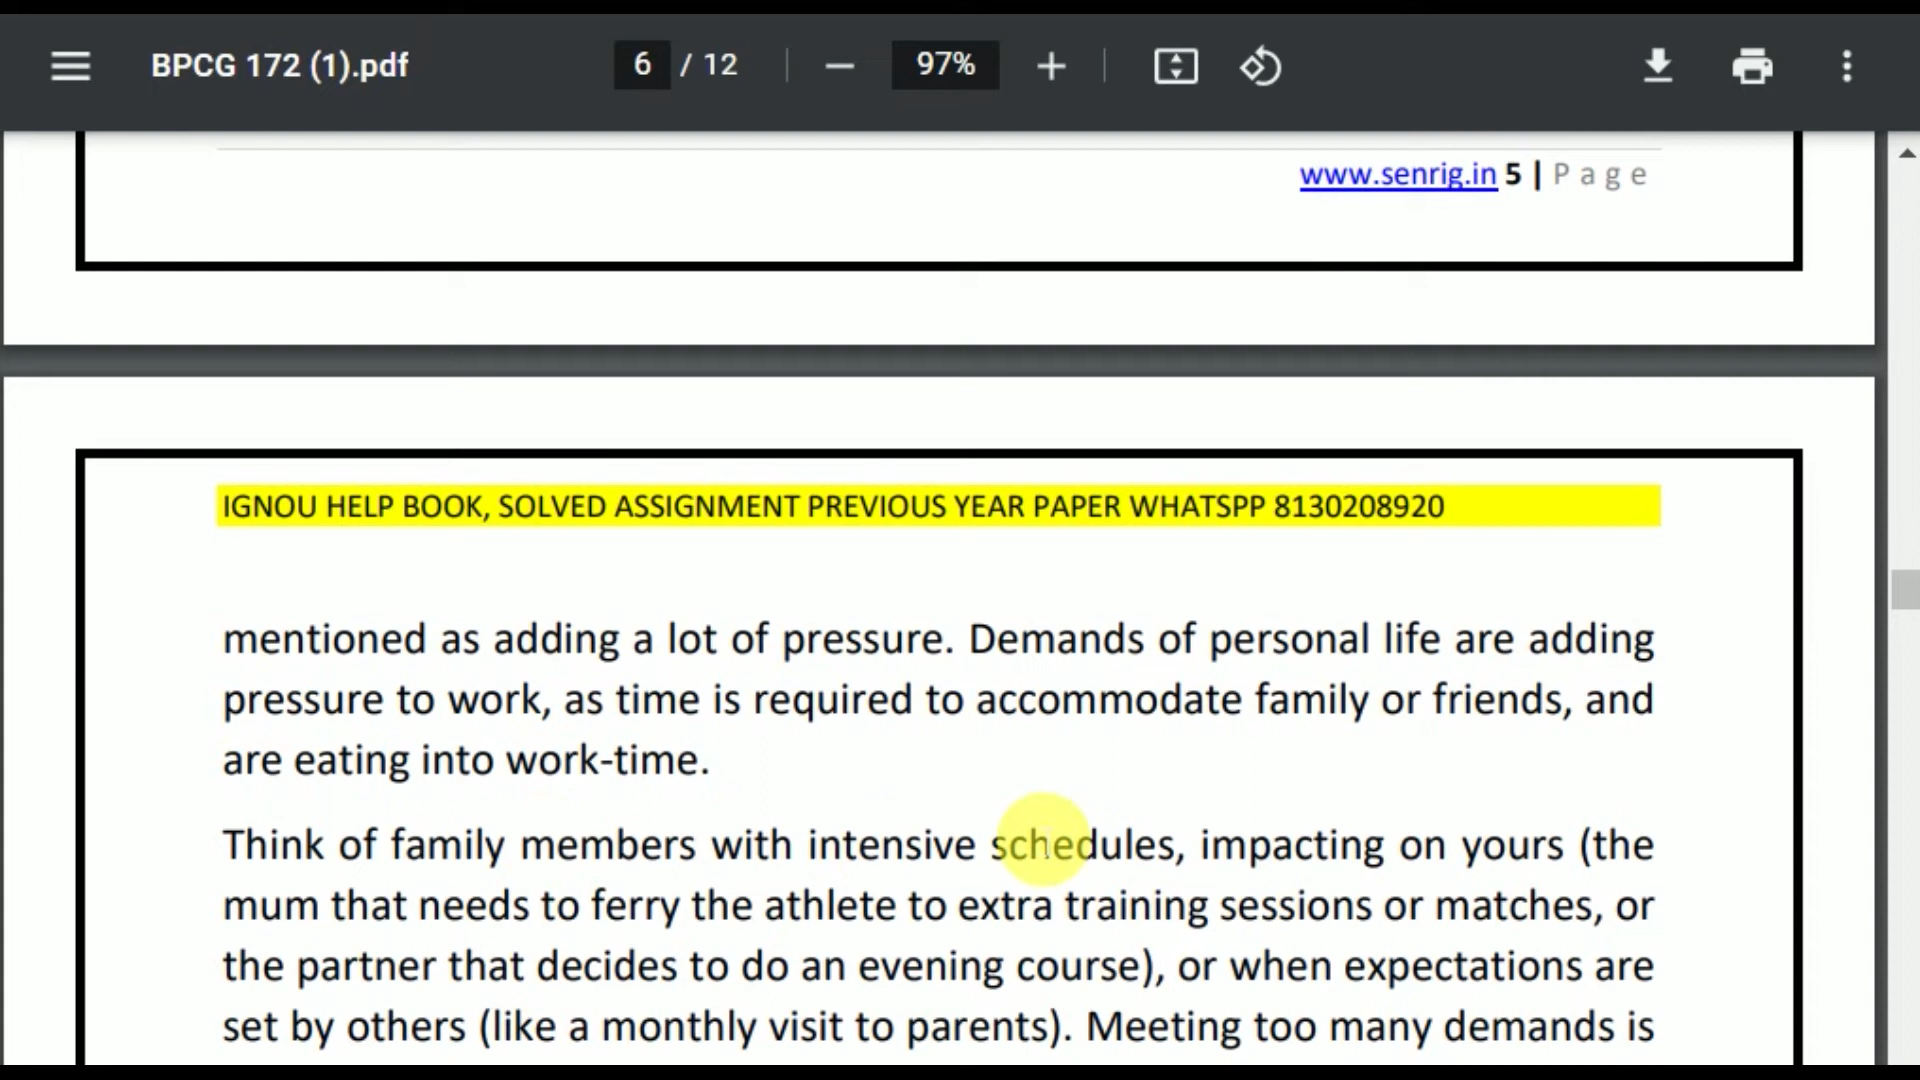 BPCG 172 (1).pdf 6 / 12 97%
www.senrig.in 5 | Page
IGNOU HELP BOOK, SOLVED ASSIGNMENT PREVIOUS YEAR PAPER WHATSPP 8130208920
mentioned as adding a lot of pressure. Demands of personal life are adding
pressure to work, as time is required to accommodate family or friends, and
are eating into work-time.
Think of family members with intensive schedules, impacting on yours (the
mum that needs to ferry the athlete to extra training sessions or matches, or
the partner that decides to do an evening course), or when expectations are
set by others (like a monthly visit to parents). Meeting too many demands is